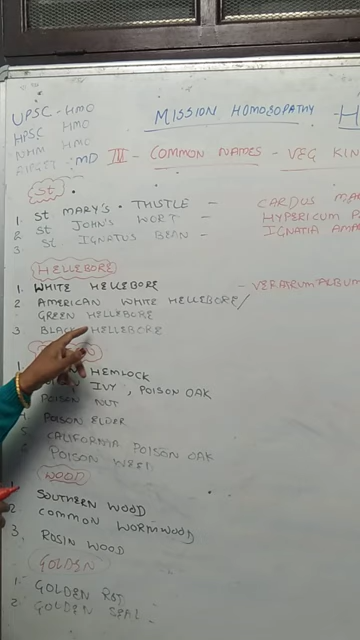 UPSC - HMO
HPSC HMO
NHM HMO
AIAPGET : MD
MISSION HOMOEOPATHY - H
III - COMMON NAMES - VEG KIN
St.
1. St MARY'S . THISTLE - CARDUS MA
2 St JOHN'S WORT - HYPERICUM P
3. St IGNATUS BEAN - IGNATIA AMA
HELLEBORE
1. WHITE HELLEBORE - VERATRUM ALBUM
2 AMERICAN WHITE HELLEBORE /
GREEN HELLEBORE
3 BLACK HELLEBORE
HEMLOCK
IVY, POISON OAK
POISON NUT
4 POISON ELDER
5 CALIFORNIA POISON OAK
POISON WEED
WOOD
1. SOUTHERN WOOD
2. COMMON WORMWOOD
3. ROSIN WOOD
GOLDEN
1. GOLDEN ROD
2. GOLDEN SEAL -